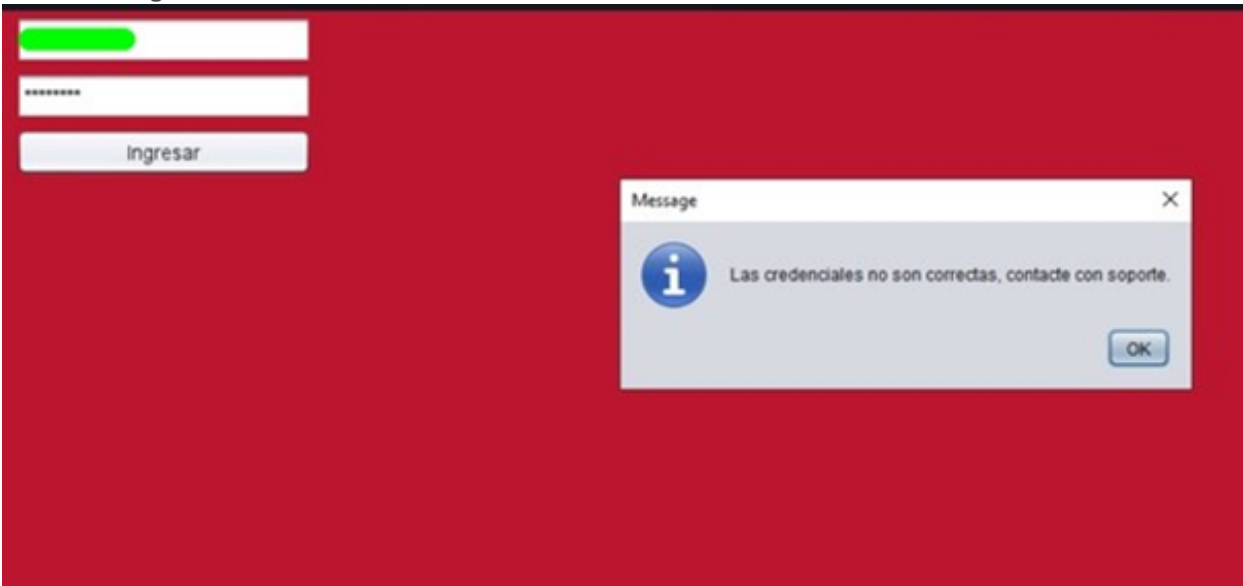 ********
Ingresar
Message
Las credenciales no son correctas, contacte con soporte.
OK